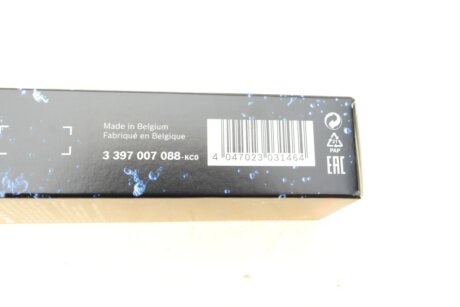 Made in Belgium
Fabriqué en Belgique
3 397 007 088-KC0
4 047023 031464
PAP
EAC